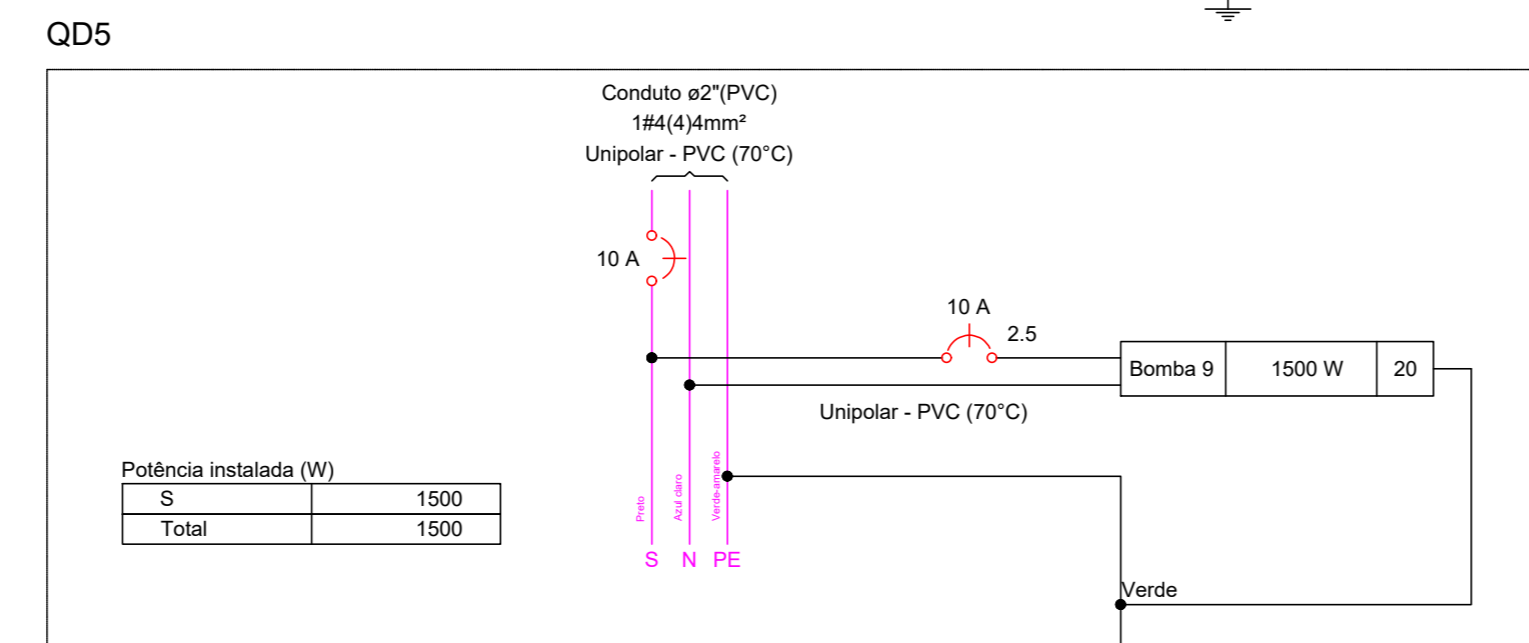 QD5
Conduto ø2"(PVC)
1#4(4)4mm²
Unipolar - PVC (70°C)
10 A
10 A
2.5
Bomba 9 1500 W 20
Unipolar - PVC (70°C)
Potência instalada (W)
S 1500
Total 1500
Preto
Azul claro
Verde-amarelo
S N PE
Verde